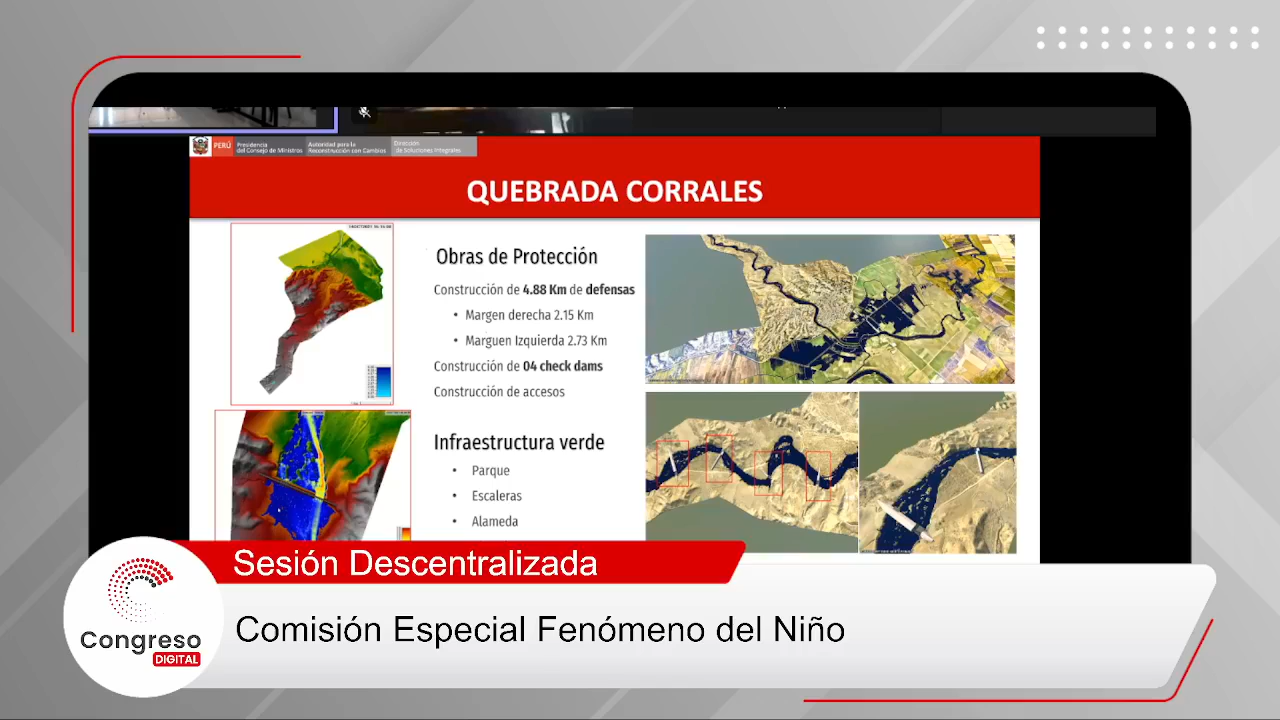 PERÚ
Presidencia
del Consejo de Ministros
Autoridad para la
Reconstrucción con Cambios
Dirección
de Soluciones Integrales
QUEBRADA CORRALES
Obras de Protección
Construcción de 4.88 Km de defensas
• Margen derecha 2.15 Km
• Marguen Izquierda 2.73 Km
Construcción de 04 check dams
Construcción de accesos
Infraestructura verde
• Parque
• Escaleras
• Alameda
Sesión Descentralizada
Comisión Especial Fenómeno del Niño
Congreso
DIGITAL